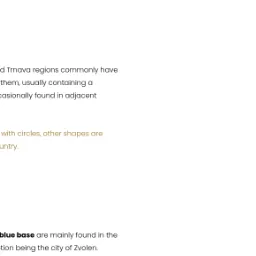 d Trnava regions commonly have
them, usually containing a
casionally found in adjacent
with circles, other shapes are
untry.
blue base are mainly found in the
tion being the city of Zvolen.